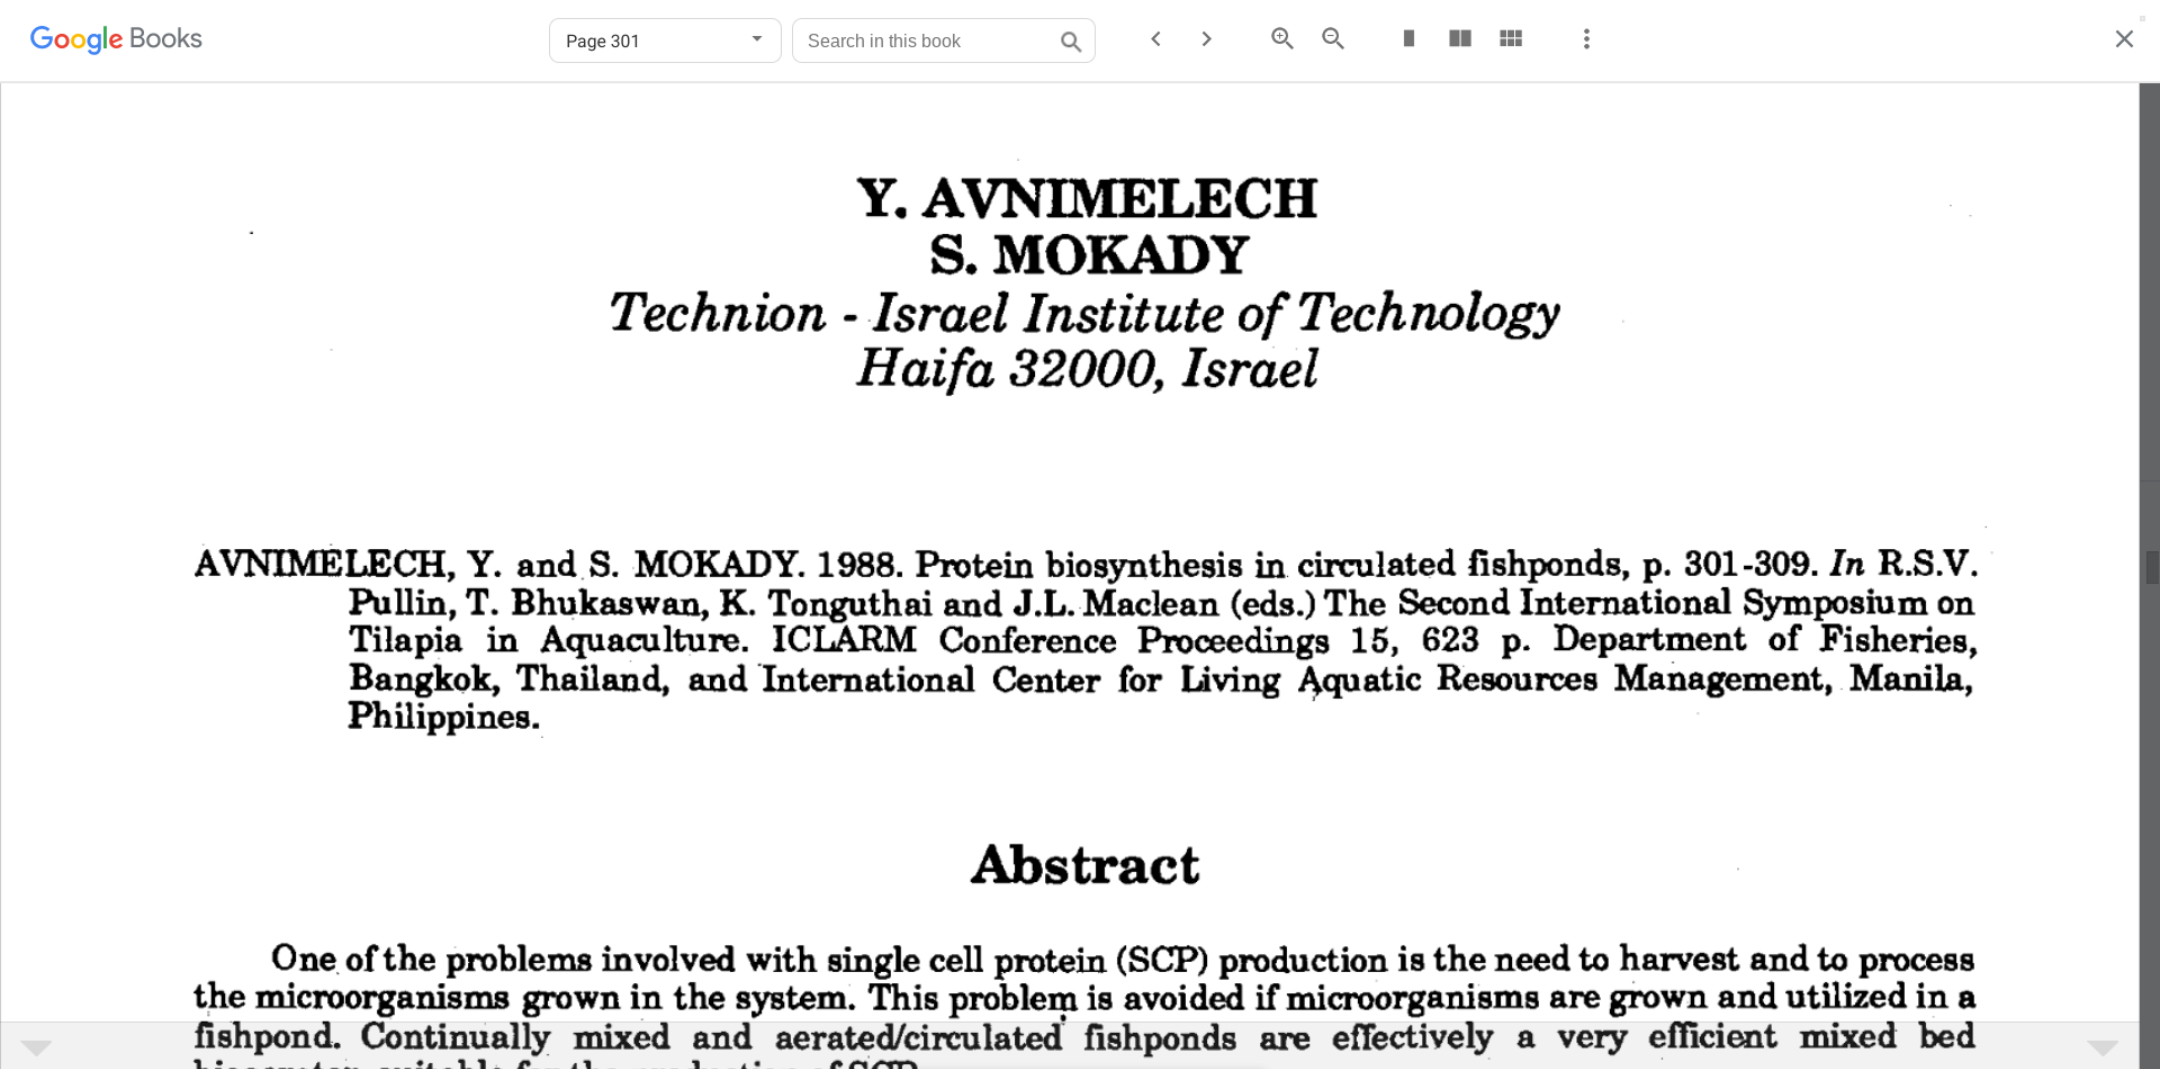 Google Books
Page 301
Search in this book
Y. AVNIMELECH
S. MOKADY
Technion - Israel Institute of Technology
Haifa 32000, Israel
AVNIMELECH, Y. and S. MOKADY. 1988. Protein biosynthesis in circulated fishponds, p. 301-309. In R.S.V.
Pullin, T. Bhukaswan, K. Tonguthai and J.L. Maclean (eds.) The Second International Symposium on
Tilapia in Aquaculture. ICLARM Conference Proceedings 15, 623 p. Department of Fisheries,
Bangkok, Thailand, and International Center for Living Aquatic Resources Management, Manila,
Philippines.
Abstract
One of the problems involved with single cell protein (SCP) production is the need to harvest and to process
the microorganisms grown in the system. This problem is avoided if microorganisms are grown and utilized in a
fishpond. Continually mixed and aerated/circulated fishponds are effectively a very efficient mixed bed